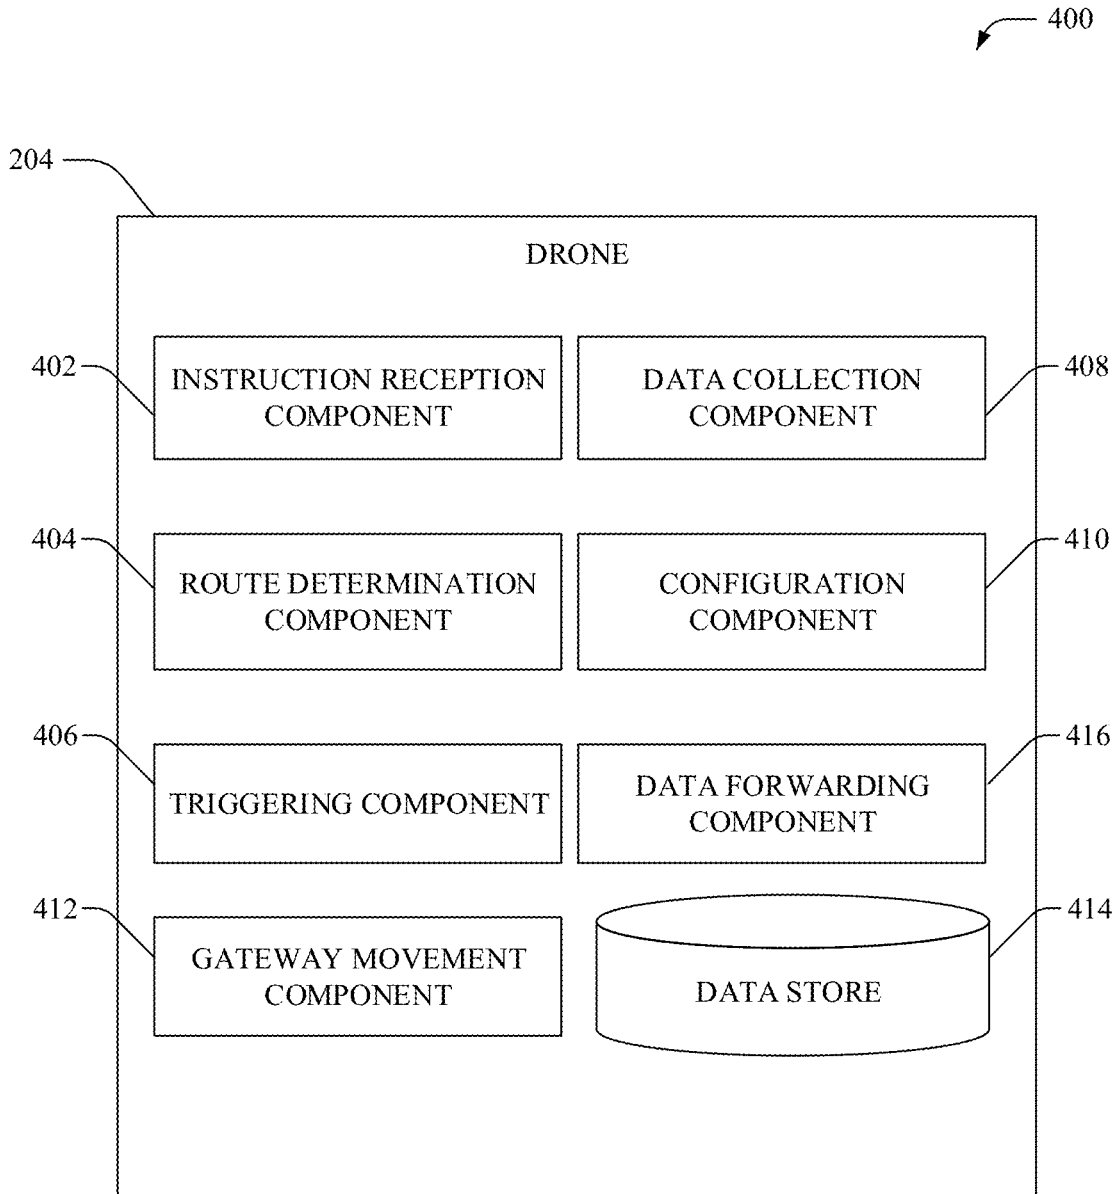 400
204
DRONE
402
INSTRUCTION RECEPTION
COMPONENT
DATA COLLECTION
COMPONENT
408
404
ROUTE DETERMINATION
COMPONENT
CONFIGURATION
COMPONENT
410
406
TRIGGERING COMPONENT
DATA FORWARDING
COMPONENT
416
412
GATEWAY MOVEMENT
COMPONENT
DATA STORE
414